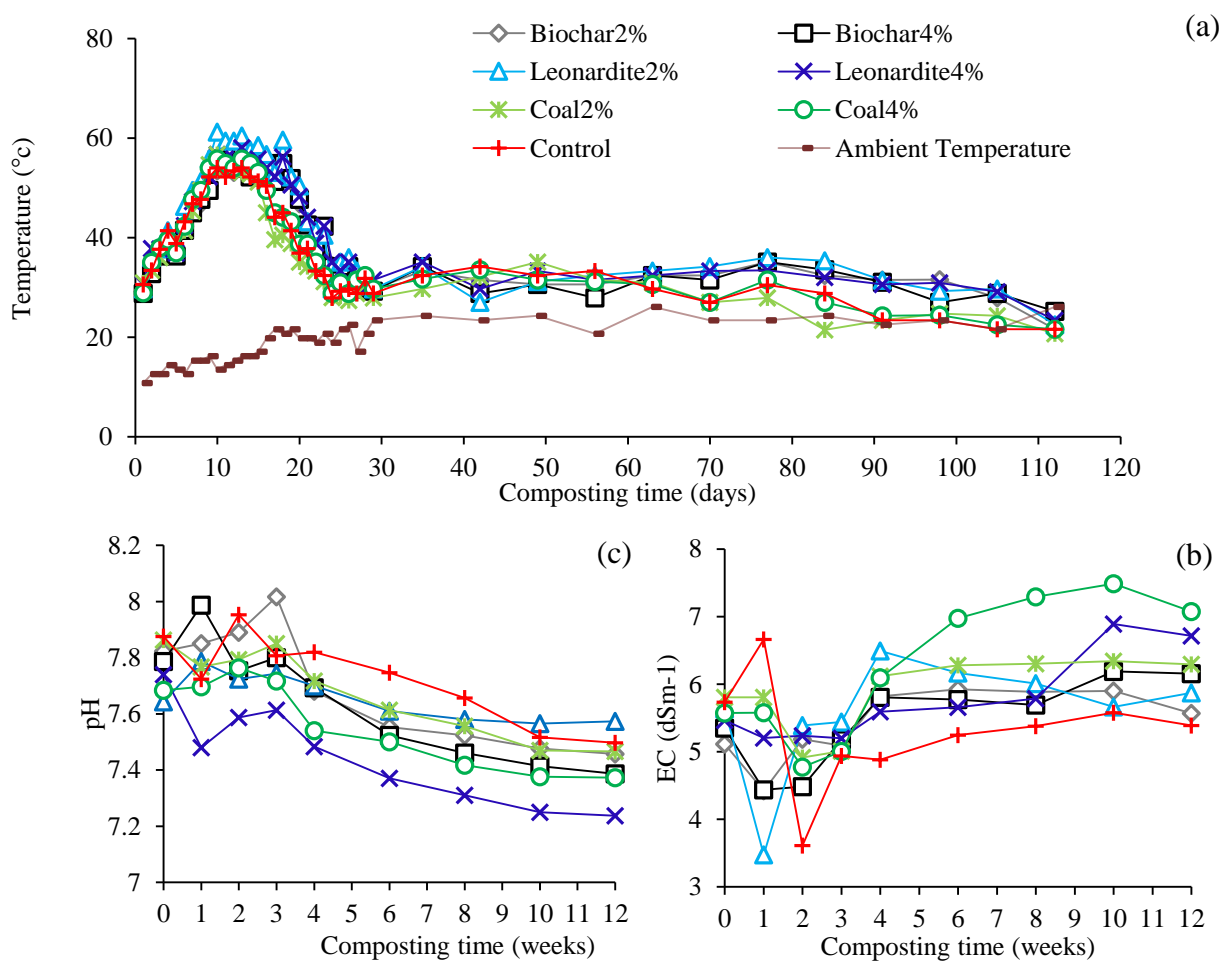 (a)
Biochar2% Biochar4%
Leonardite2% Leonardite4%
Coal2% Coal4%
Control Ambient Temperature
Temperature (°c)
80
60
40
20
0
0 10 20 30 40 50 60 70 80 90 100 110 120
Composting time (days)
(c)
pH
8.2
8
7.8
7.6
7.4
7.2
7
0 1 2 3 4 5 6 7 8 9 10 11 12
Composting time (weeks)
(b)
EC (dSm-1)
8
7
6
5
4
3
0 1 2 3 4 5 6 7 8 9 10 11 12
Composting time (weeks)